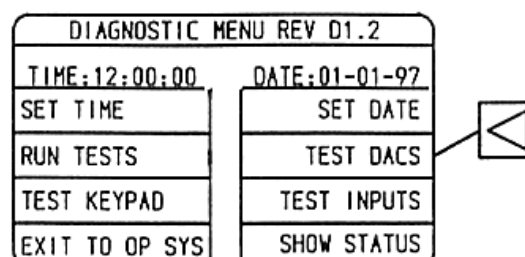 DIAGNOSTIC MENU REV D1.2
TIME:12:00:00 DATE:01-01-97
SET TIME SET DATE
RUN TESTS TEST DACS
TEST KEYPAD TEST INPUTS
EXIT TO OP SYS SHOW STATUS